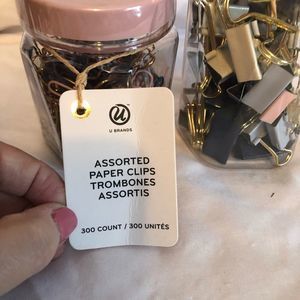 U BRANDS
ASSORTED
PAPER CLIPS
TROMBONES
ASSORTIS
300 COUNT / 300 UNITÉS